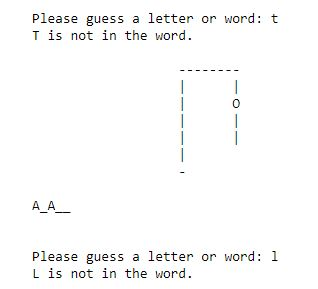 Please guess a letter or word: t
T is not in the word.
--------
|      |
|      O
|      |
|      |
|
-
A_A__
Please guess a letter or word: l
L is not in the word.